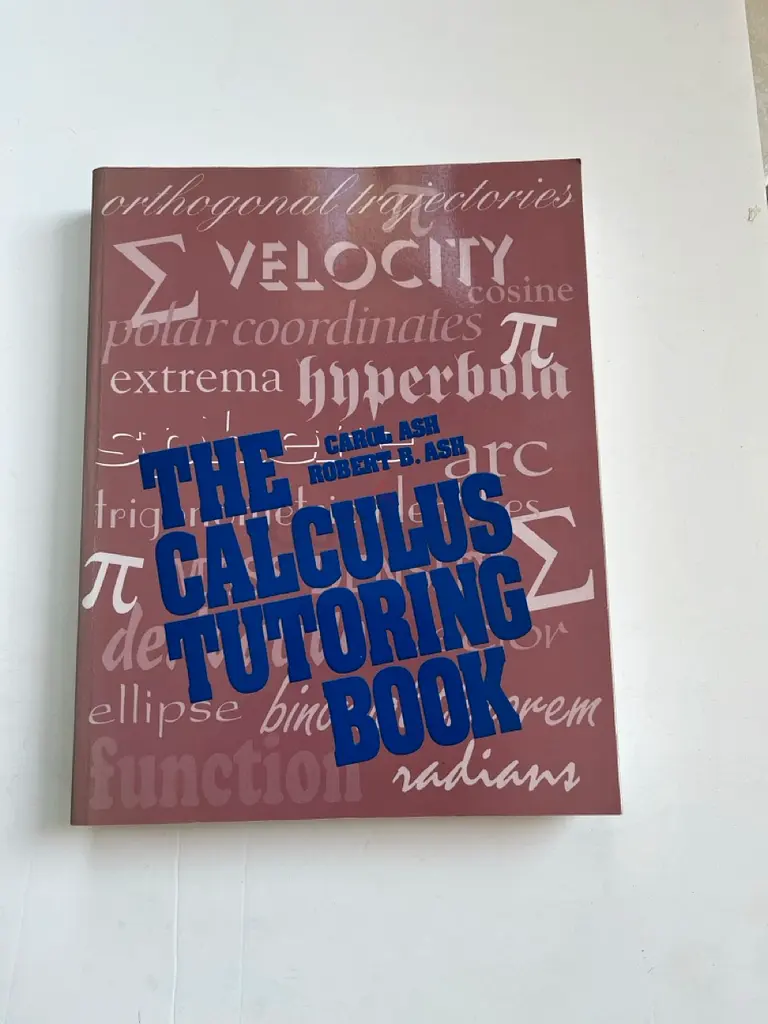 orthogonal trajectories
π
Σ VELOCITY
cosine
polar coordinates
π
extrema hyperbola
CAROL ASH
ROBERT B. ASH
arc
THE
CALCULUS
TUTORING
BOOK
Σ
π
ellipse
function
radians